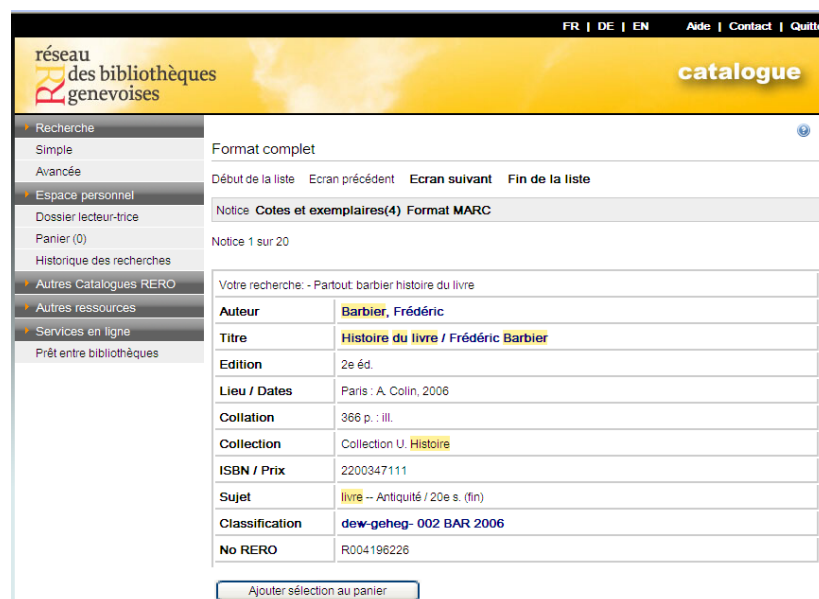 FR | DE | EN Aide | Contact | Quitte
réseau
des bibliothèques
genevoises
catalogue
Recherche
Simple
Avancée
Espace personnel
Dossier lecteur-trice
Panier (0)
Historique des recherches
Autres Catalogues RERO
Autres ressources
Services en ligne
Prêt entre bibliothèques
Format complet
Début de la liste Ecran précédent Ecran suivant Fin de la liste
Notice Cotes et exemplaires(4) Format MARC
Notice 1 sur 20
Votre recherche: - Partout: barbier histoire du livre
Auteur Barbier, Frédéric
Titre Histoire du livre / Frédéric Barbier
Edition 2e éd.
Lieu / Dates Paris : A. Colin, 2006
Collation 366 p. : ill.
Collection Collection U. Histoire
ISBN / Prix 2200347111
Sujet livre -- Antiquité / 20e s. (fin)
Classification dew-geheg- 002 BAR 2006
No RERO R004196226
Ajouter sélection au panier